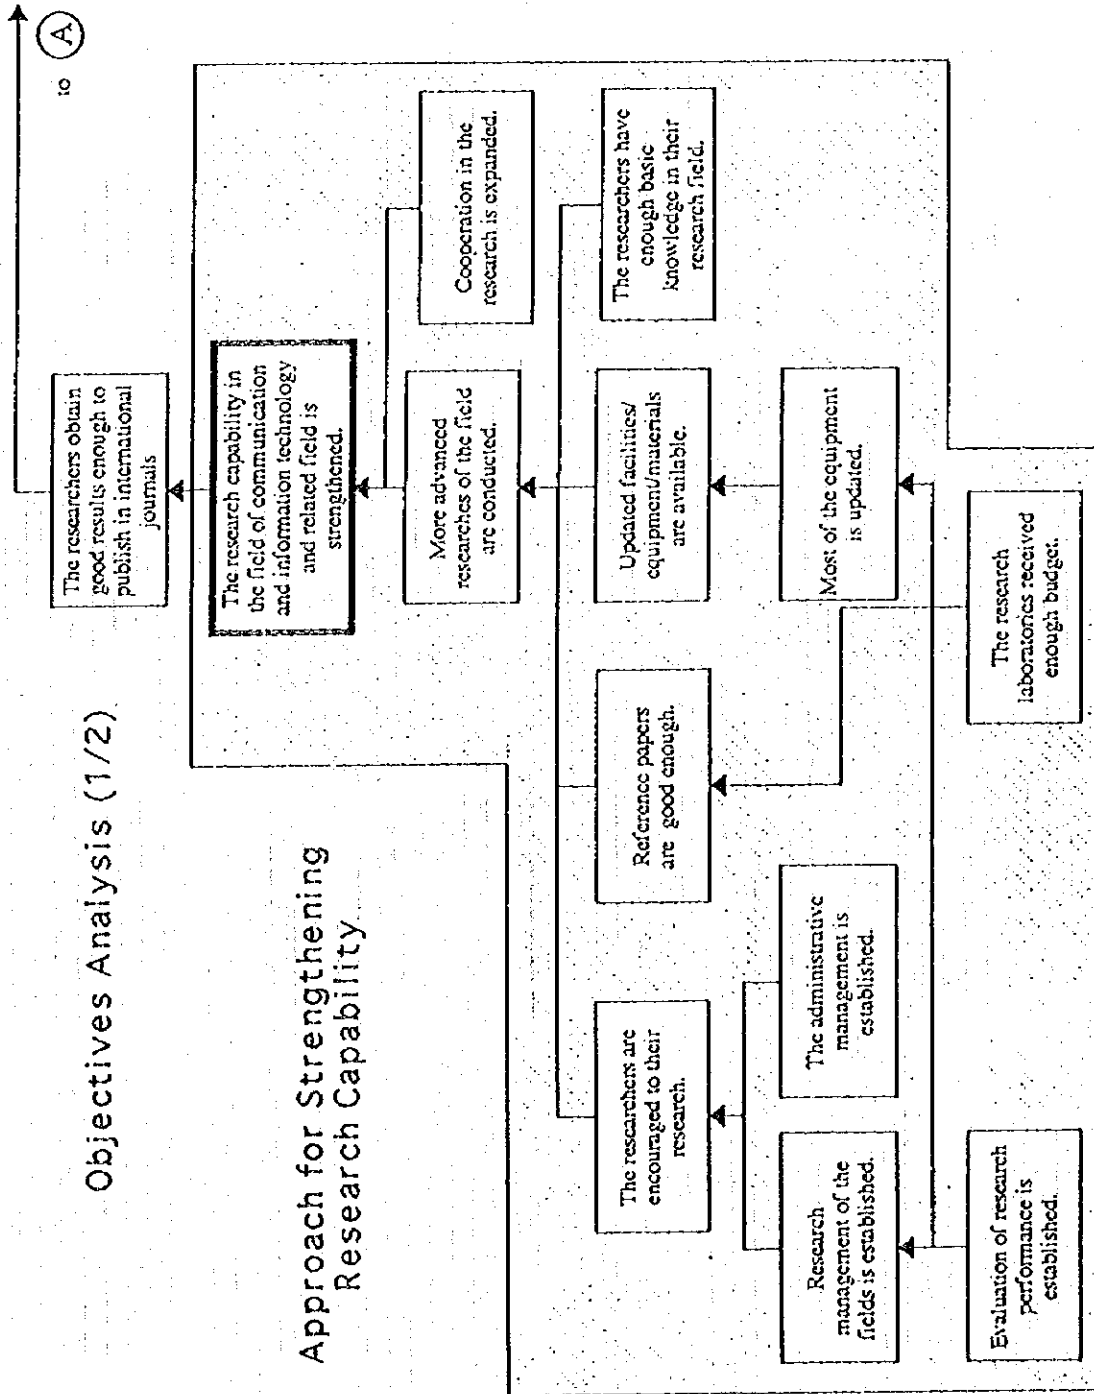 Objectives Analysis (1/2)
Approach for Strengthening
Research Capability
to
A
The researchers obtain
good results enough to
publish in international
journals
The research capability in
the field of communication
and information technology
and related field is
strengthened.
More advanced
researches of the field
are conducted.
Cooperation in the
research is expanded.
The researchers are
encouraged to their
research.
Reference papers
are good enough.
Updated facilities/
equipment/materials
are available.
The researchers have
enough basic
knowledge in their
research field.
Research
management of the
fields is established.
The administrative
management is
established.
Most of the equipment
is updated.
Evaluation of research
performance is
established.
The research
laboratories received
enough budget.